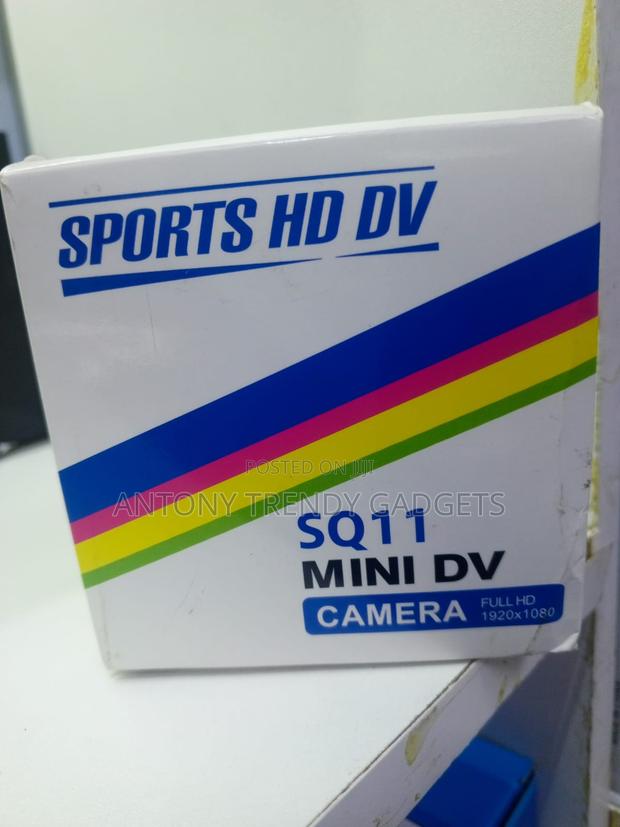 SPORTS HD DV
POSTED ON JIJI
ANTONY TRENDY GADGETS
SQ11
MINI DV
CAMERA FULL HD
1920x1080